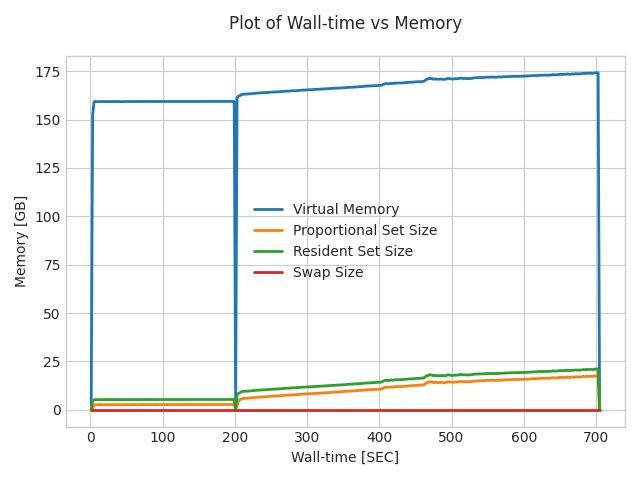 Plot of Wall-time vs Memory
Memory [GB]
175
150
125
100
75
50
25
0
Virtual Memory
Proportional Set Size
Resident Set Size
Swap Size
0 100 200 300 400 500 600 700
Wall-time [SEC]